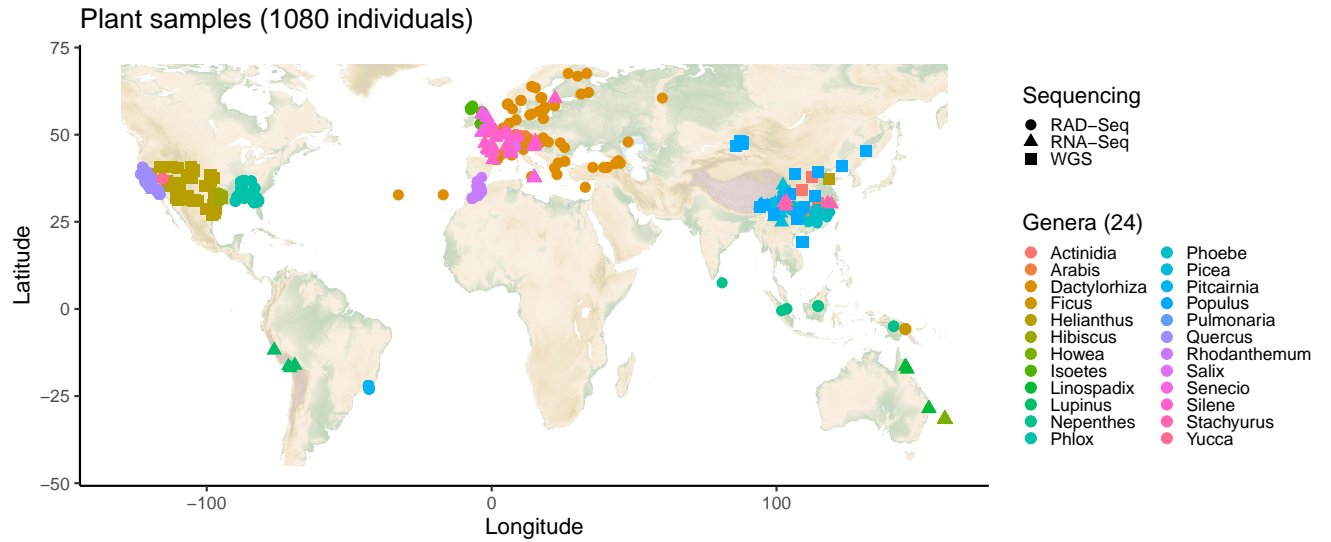 Plant samples (1080 individuals)
75
50
25
0
−25
−50
Latitude
−100
0
100
Longitude
Sequencing
RAD−Seq
RNA−Seq
WGS
Genera (24)
Actinidia
Arabis
Dactylorhiza
Ficus
Helianthus
Hibiscus
Howea
Isoetes
Linospadix
Lupinus
Nepenthes
Phlox
Phoebe
Picea
Pitcairnia
Populus
Pulmonaria
Quercus
Rhodanthemum
Salix
Senecio
Silene
Stachyurus
Yucca